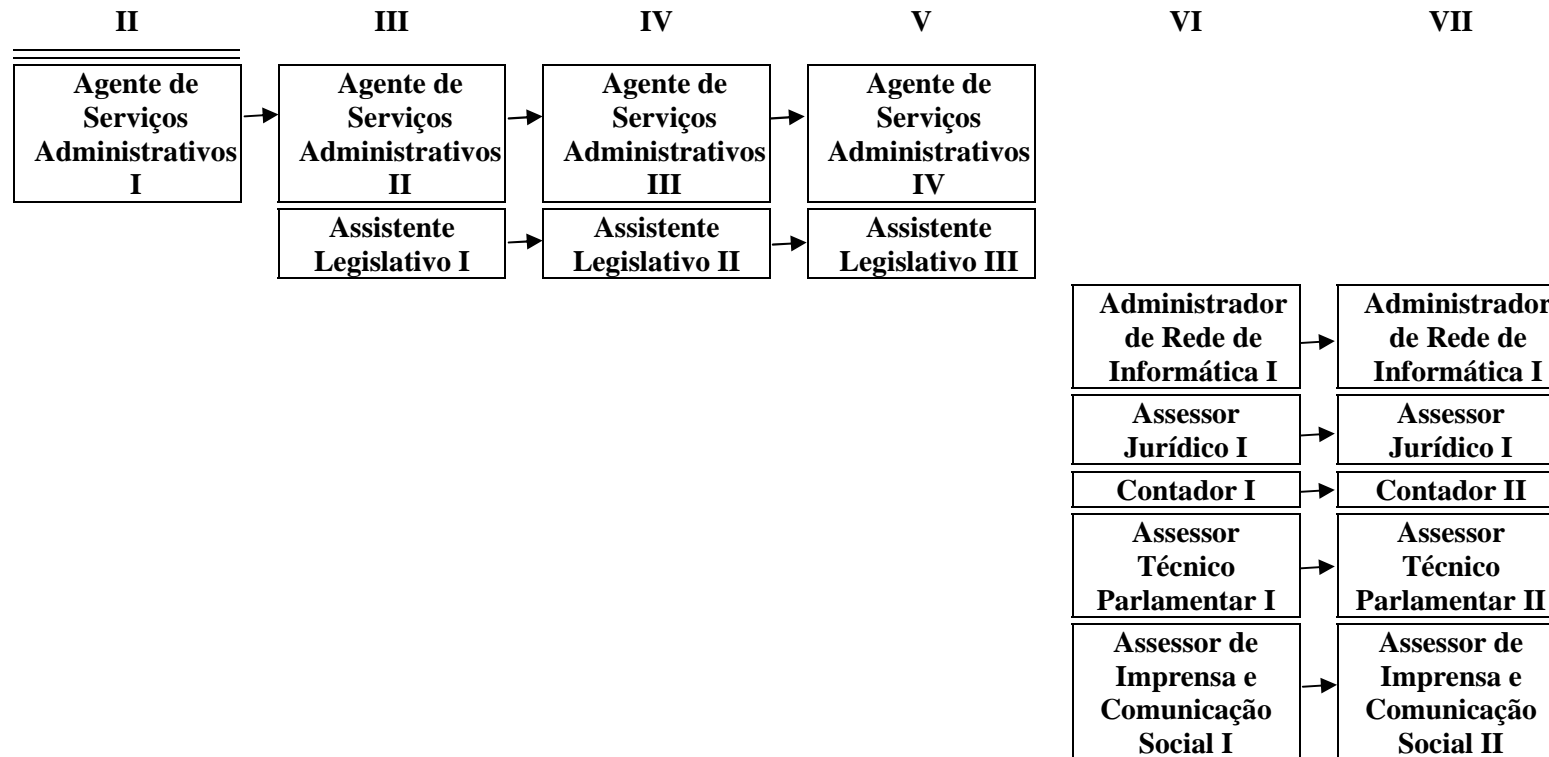 II III IV V VI VII
Agente de Agente de Agente de Agente de
Serviços Serviços Serviços Serviços
Administrativos Administrativos Administrativos Administrativos
I II III IV
Assistente Assistente Assistente
Legislativo I Legislativo II Legislativo III
Administrador Administrador
de Rede de de Rede de
Informática I Informática I
Assessor Assessor
Jurídico I Jurídico I
Contador I Contador II
Assessor Assessor
Técnico Técnico
Parlamentar I Parlamentar II
Assessor de Assessor de
Imprensa e Imprensa e
Comunicação Comunicação
Social I Social II